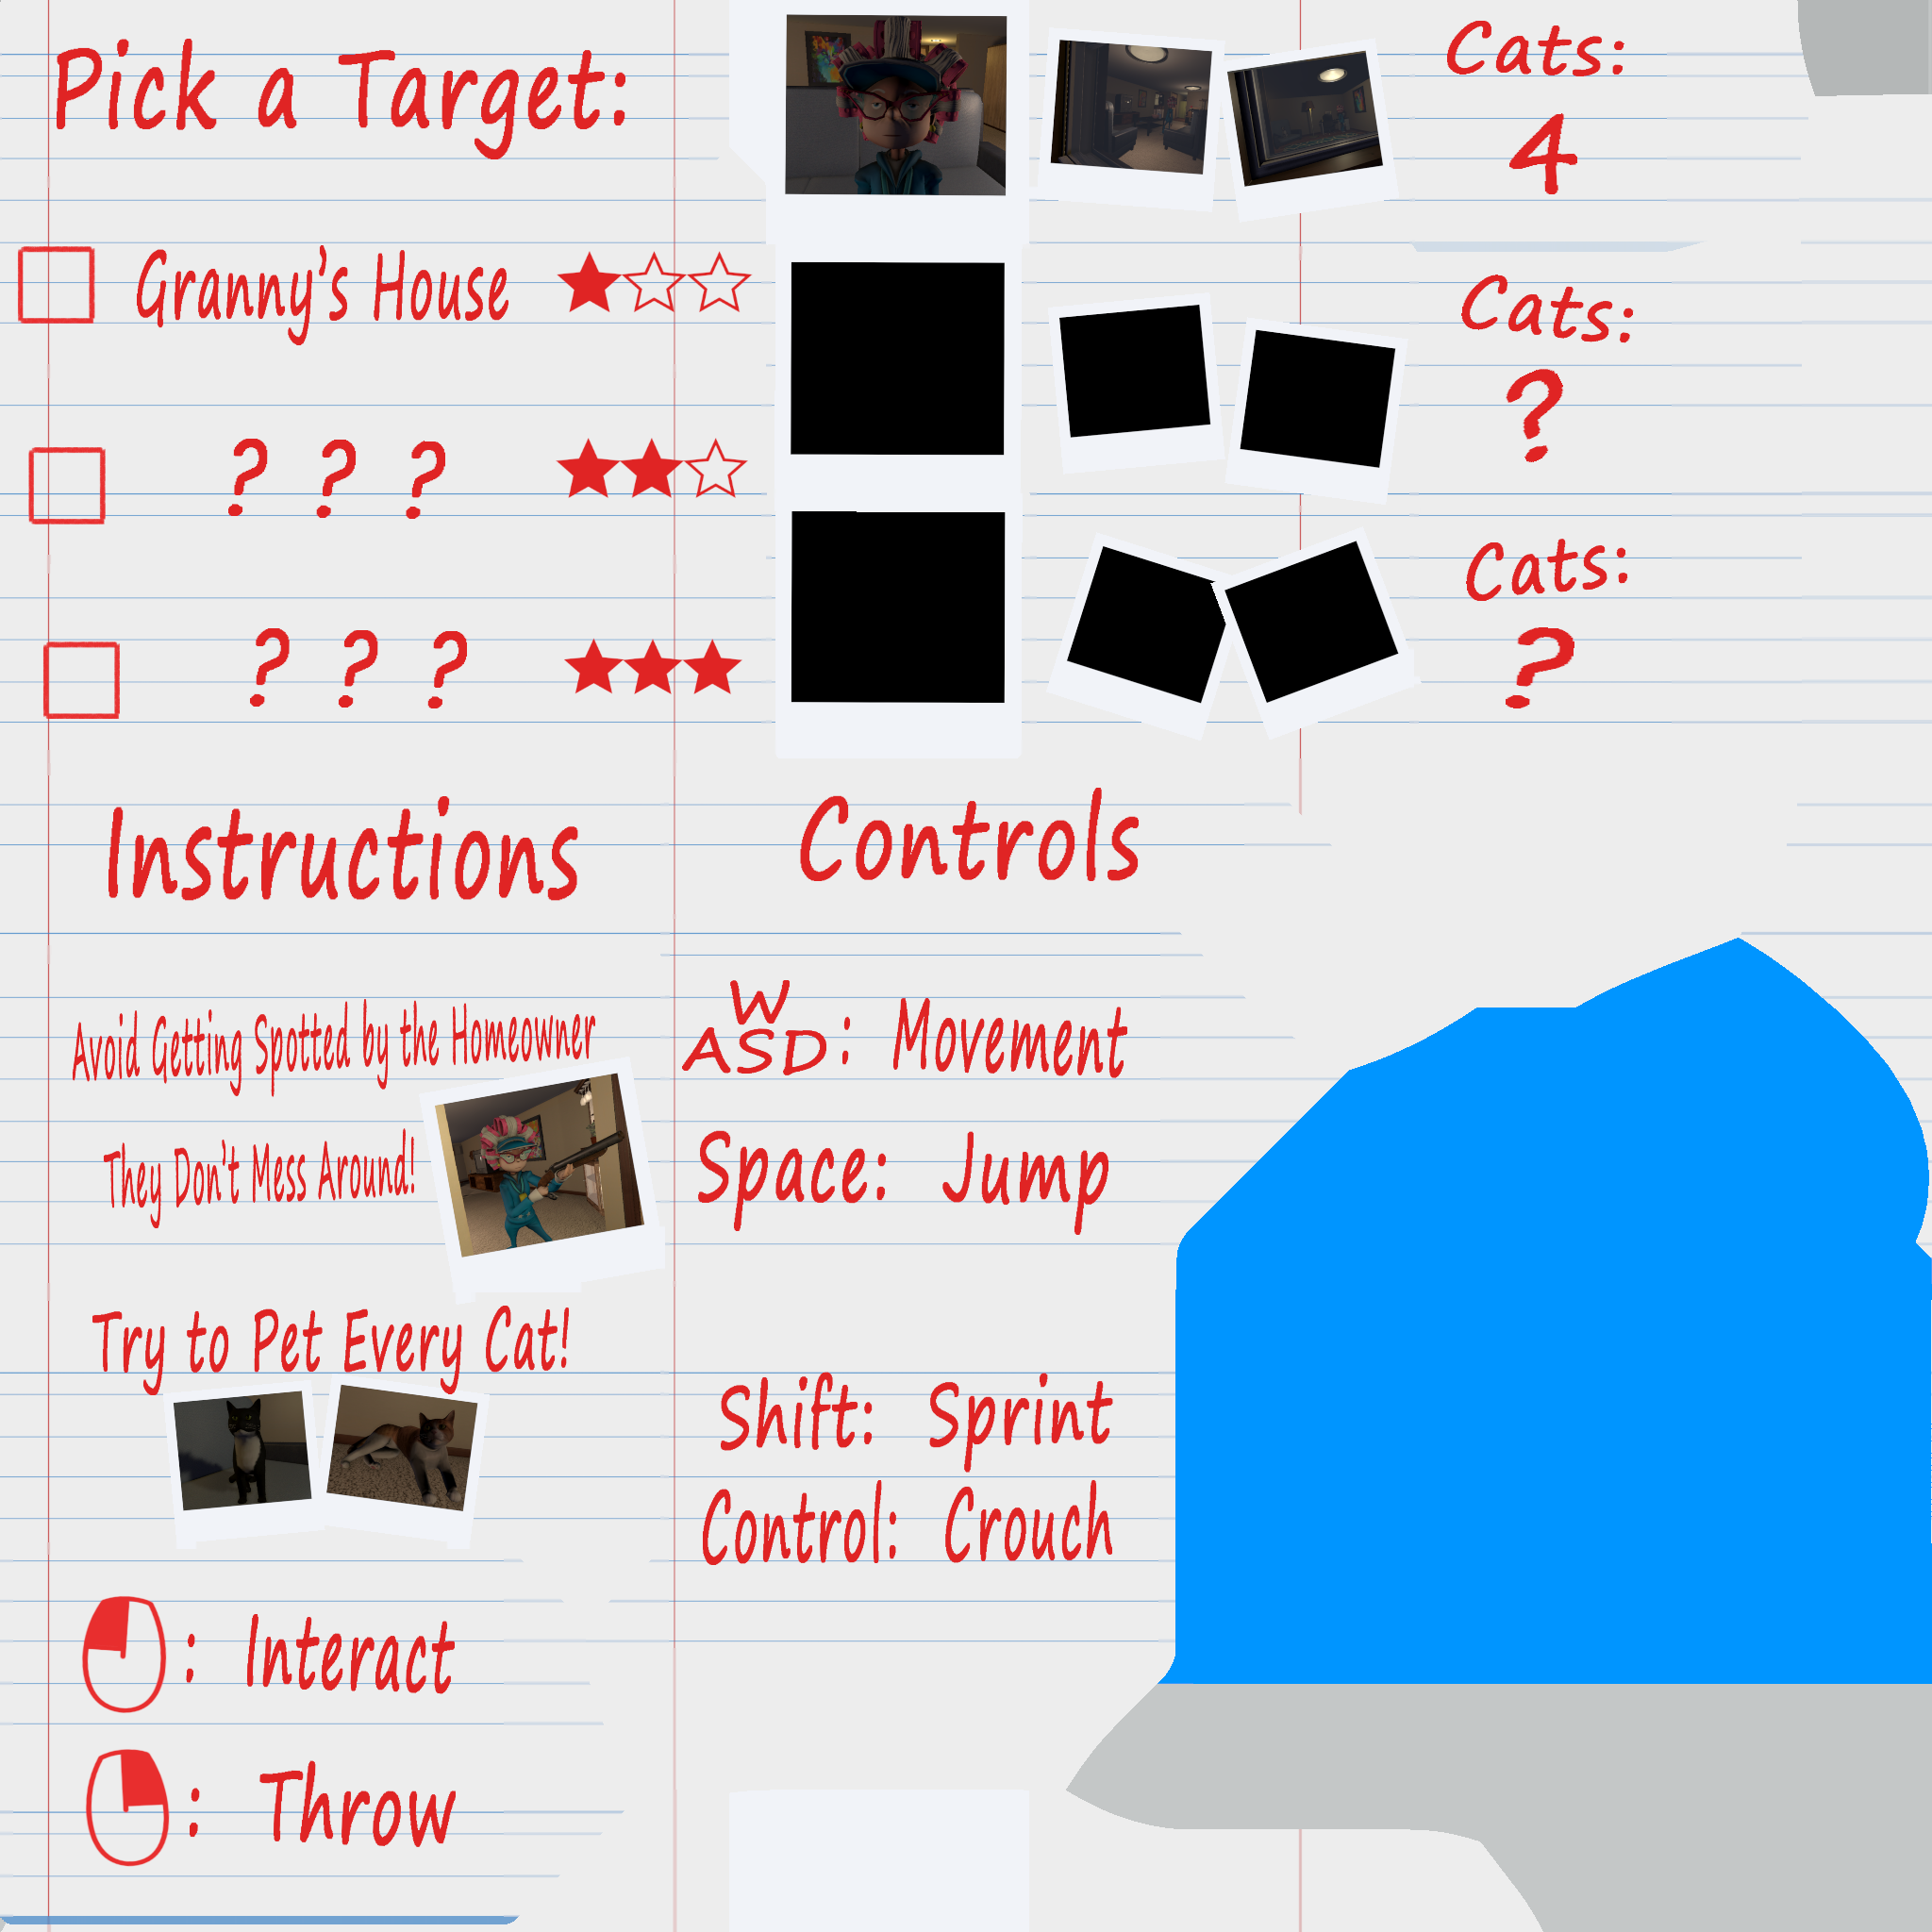 Pick a Target:
Granny's House
? ? ?
? ? ?
Cats:
4
Cats:
?
Cats:
?
Instructions
Avoid Getting Spotted by the Homeowner
They Don't Mess Around!
Try to Pet Every Cat!
: Interact
: Throw
Controls
W
ASD: Movement
Space: Jump
Shift: Sprint
Control: Crouch